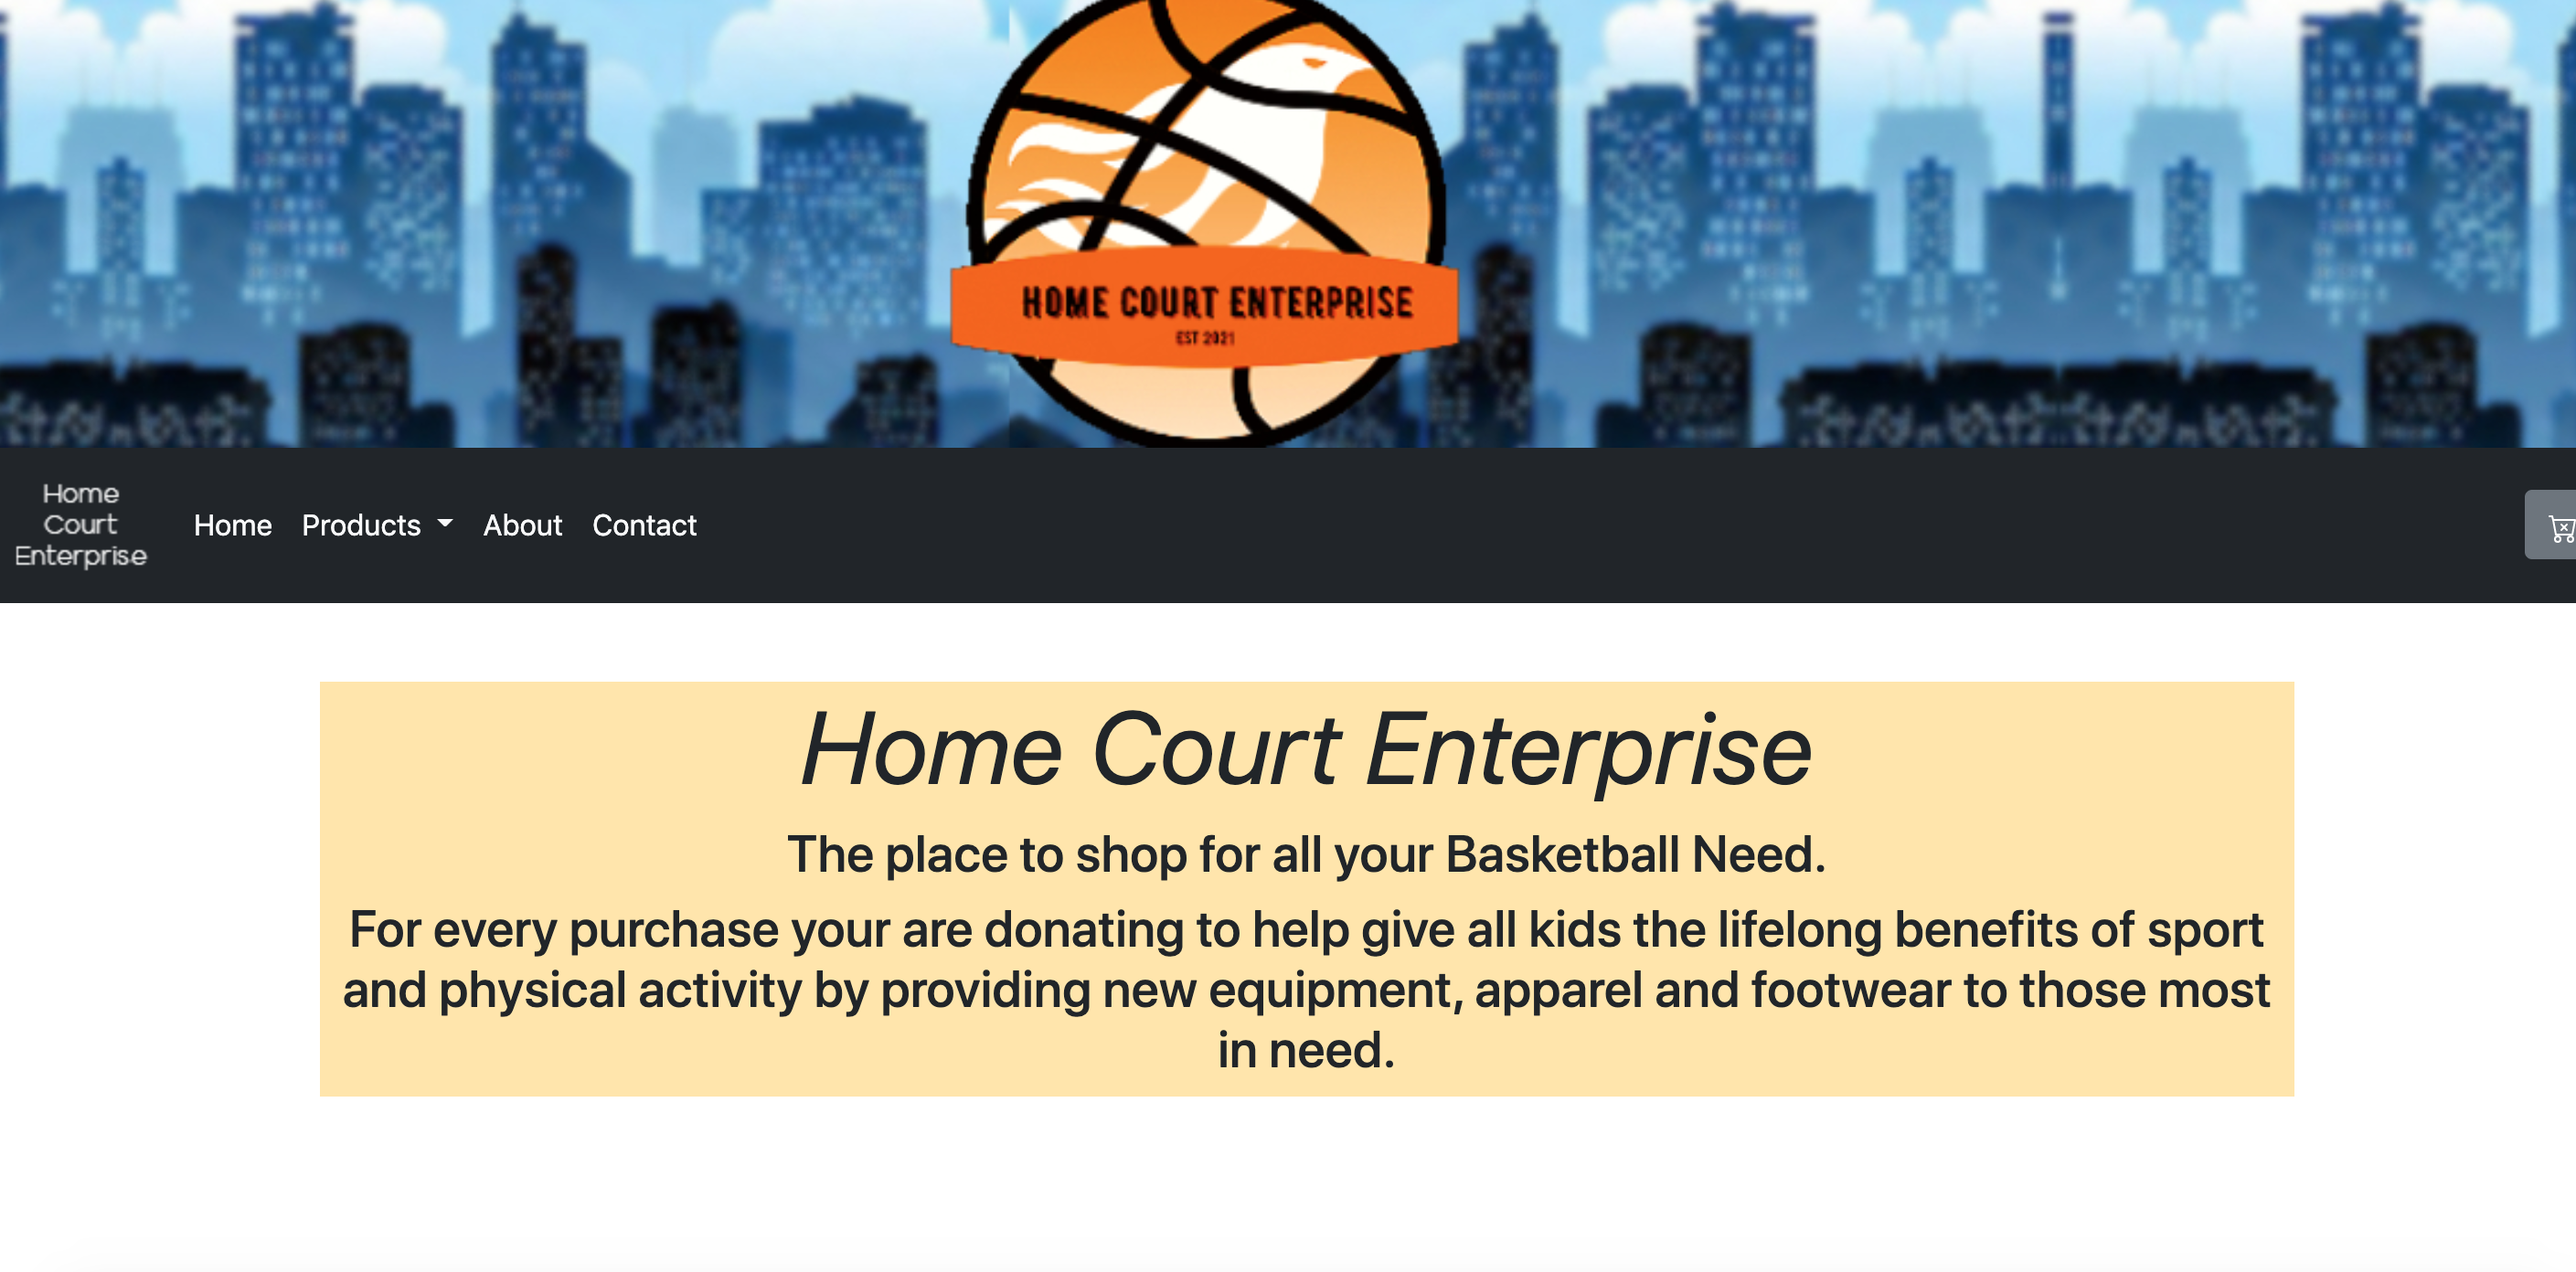 HOME COURT ENTERPRISE
EST 2021
Home
Court
Enterprise
Home Products About Contact
Home Court Enterprise
The place to shop for all your Basketball Need.
For every purchase your are donating to help give all kids the lifelong benefits of sport
and physical activity by providing new equipment, apparel and footwear to those most
in need.